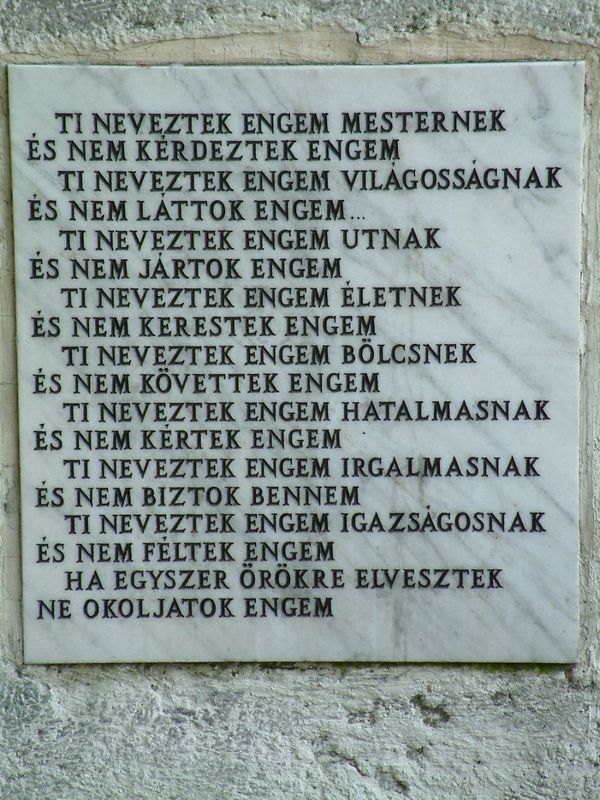 TI NEVEZTEK ENGEM MESTERNEK
ÉS NEM KÉRDEZTEK ENGEM
TI NEVEZTEK ENGEM VILÁGOSSÁGNAK
ÉS NEM LÁTTOK ENGEM...
TI NEVEZTEK ENGEM UTNAK
ÉS NEM JÁRTOK ENGEM
TI NEVEZTEK ENGEM ÉLETNEK
ÉS NEM KERESTEK ENGEM
TI NEVEZTEK ENGEM BÖLCSNEK
ÉS NEM KÖVETTEK ENGEM
TI NEVEZTEK ENGEM HATALMASNAK
ÉS NEM KÉRTEK ENGEM
TI NEVEZTEK ENGEM IRGALMASNAK
ÉS NEM BIZTOK BENNEM
TI NEVEZTEK ENGEM IGAZSÁGOSNAK
ÉS NEM FÉLTEK ENGEM
HA EGYSZER ÖRÖKRE ELVESZTEK
NE OKOLJATOK ENGEM